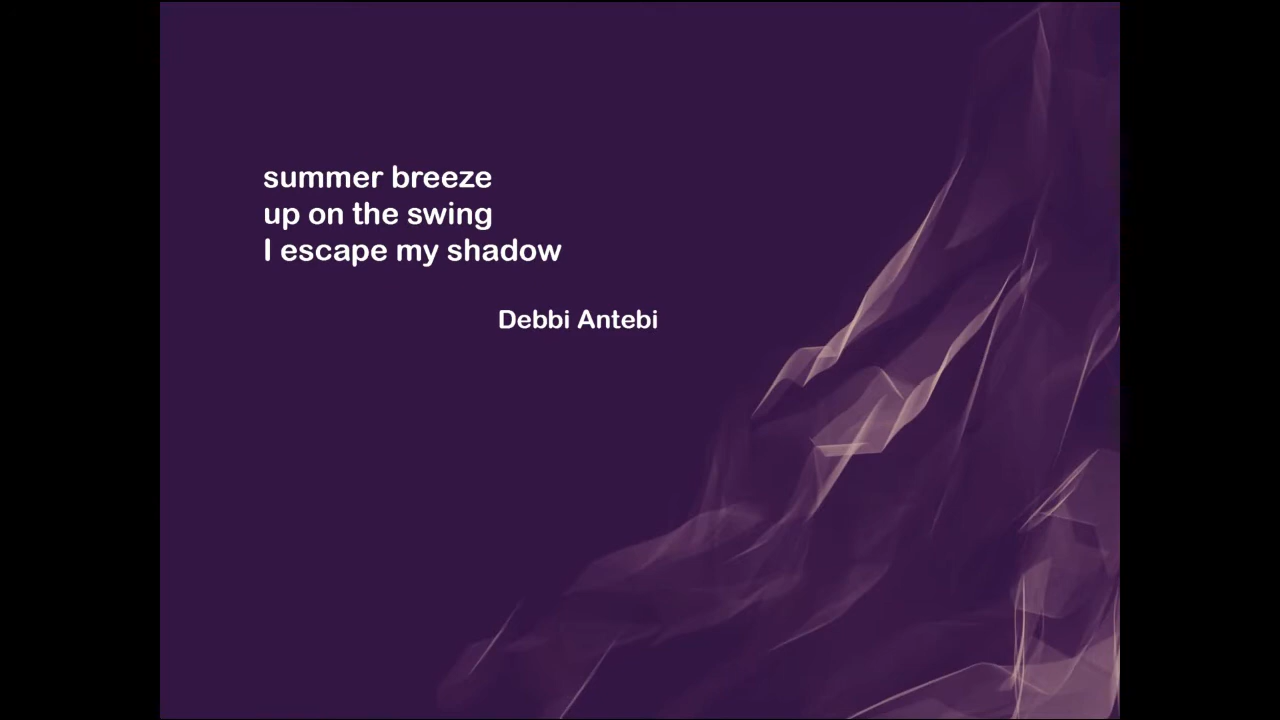 summer breeze
up on the swing
I escape my shadow
Debbi Antebi